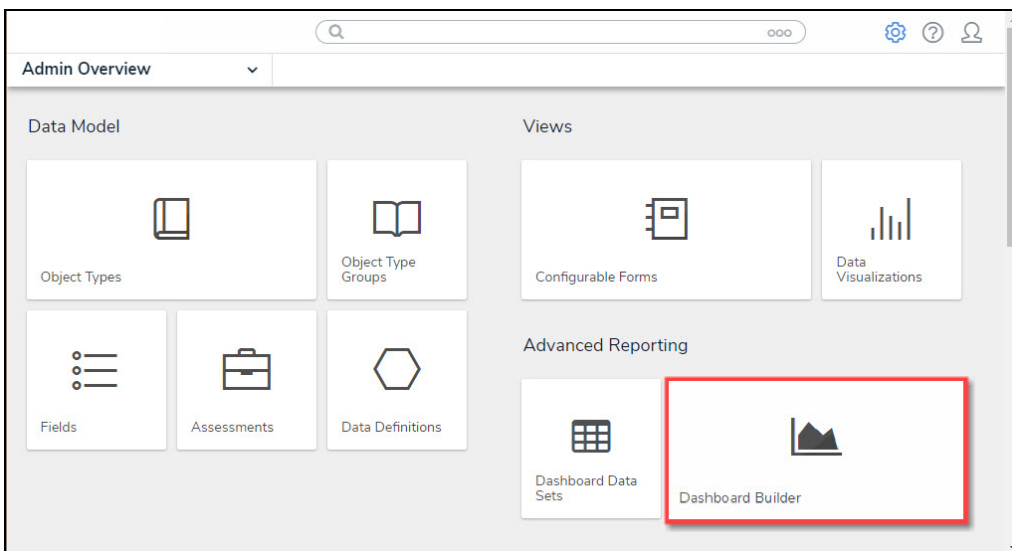 ooo
Admin Overview
Data Model
Object Types
Object Type
Groups
Fields
Assessments
Data Definitions
Views
Configurable Forms
Data
Visualizations
Advanced Reporting
Dashboard Data
Sets
Dashboard Builder